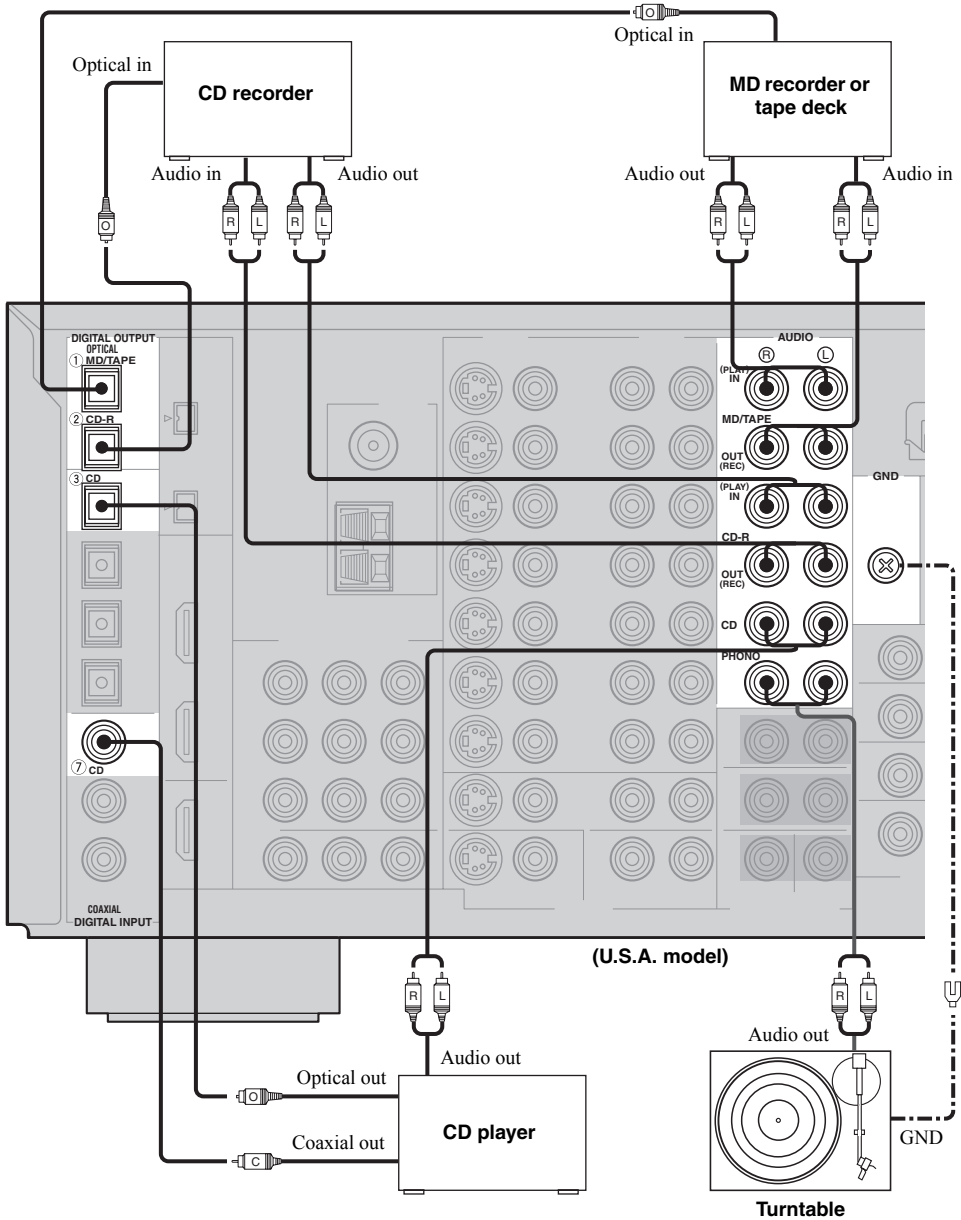 Optical in
Optical in
CD recorder
MD recorder or
tape deck
Audio in
Audio out
Audio out
Audio in
O
O
R
L
R
L
R
L
R
L
DIGITAL OUTPUT
OPTICAL
① MD/TAPE
② CD-R
③ CD
AUDIO
Ⓡ
Ⓛ
(PLAY)
IN
MD/TAPE
OUT
(REC)
(PLAY)
IN
CD-R
OUT
(REC)
CD
PHONO
GND
⑦ CD
COAXIAL
DIGITAL INPUT
(U.S.A. model)
R
L
R
L
Audio out
Audio out
Optical out
O
CD player
Coaxial out
C
GND
Turntable